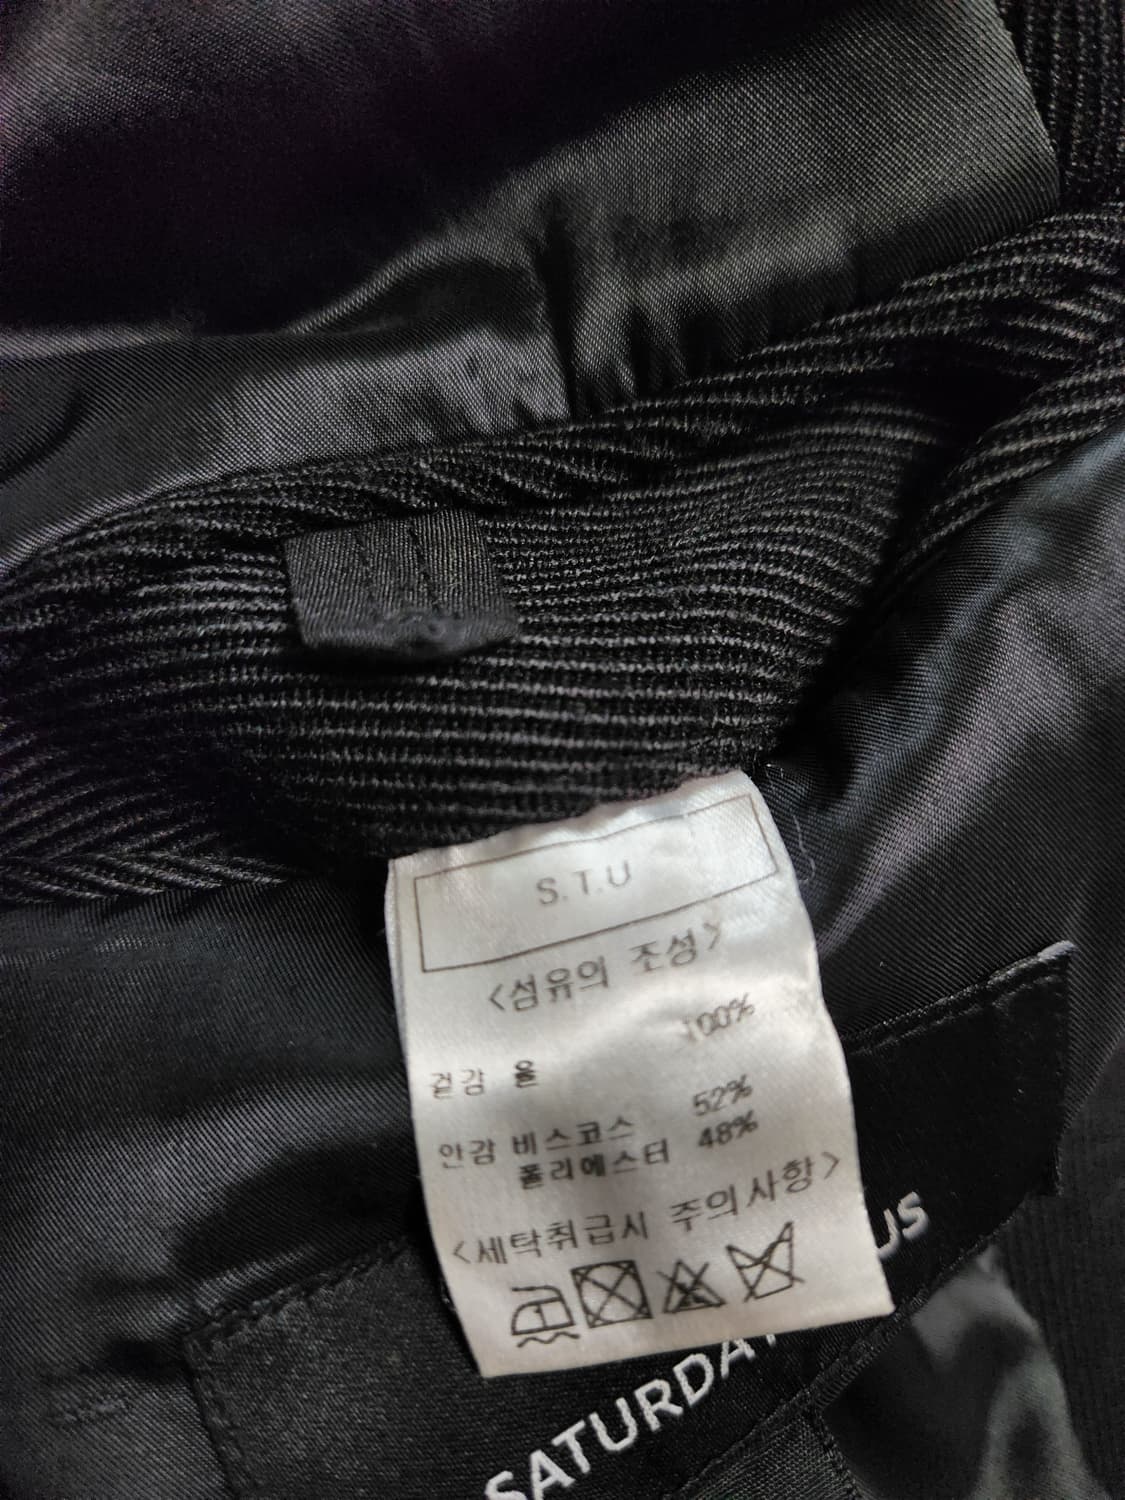 S.T.U
<섬유의 조성>
겉감 울 100%
안감 비스코스 52%
폴리에스터 48%
<세탁취급시 주의사항>
SATURDAY
US